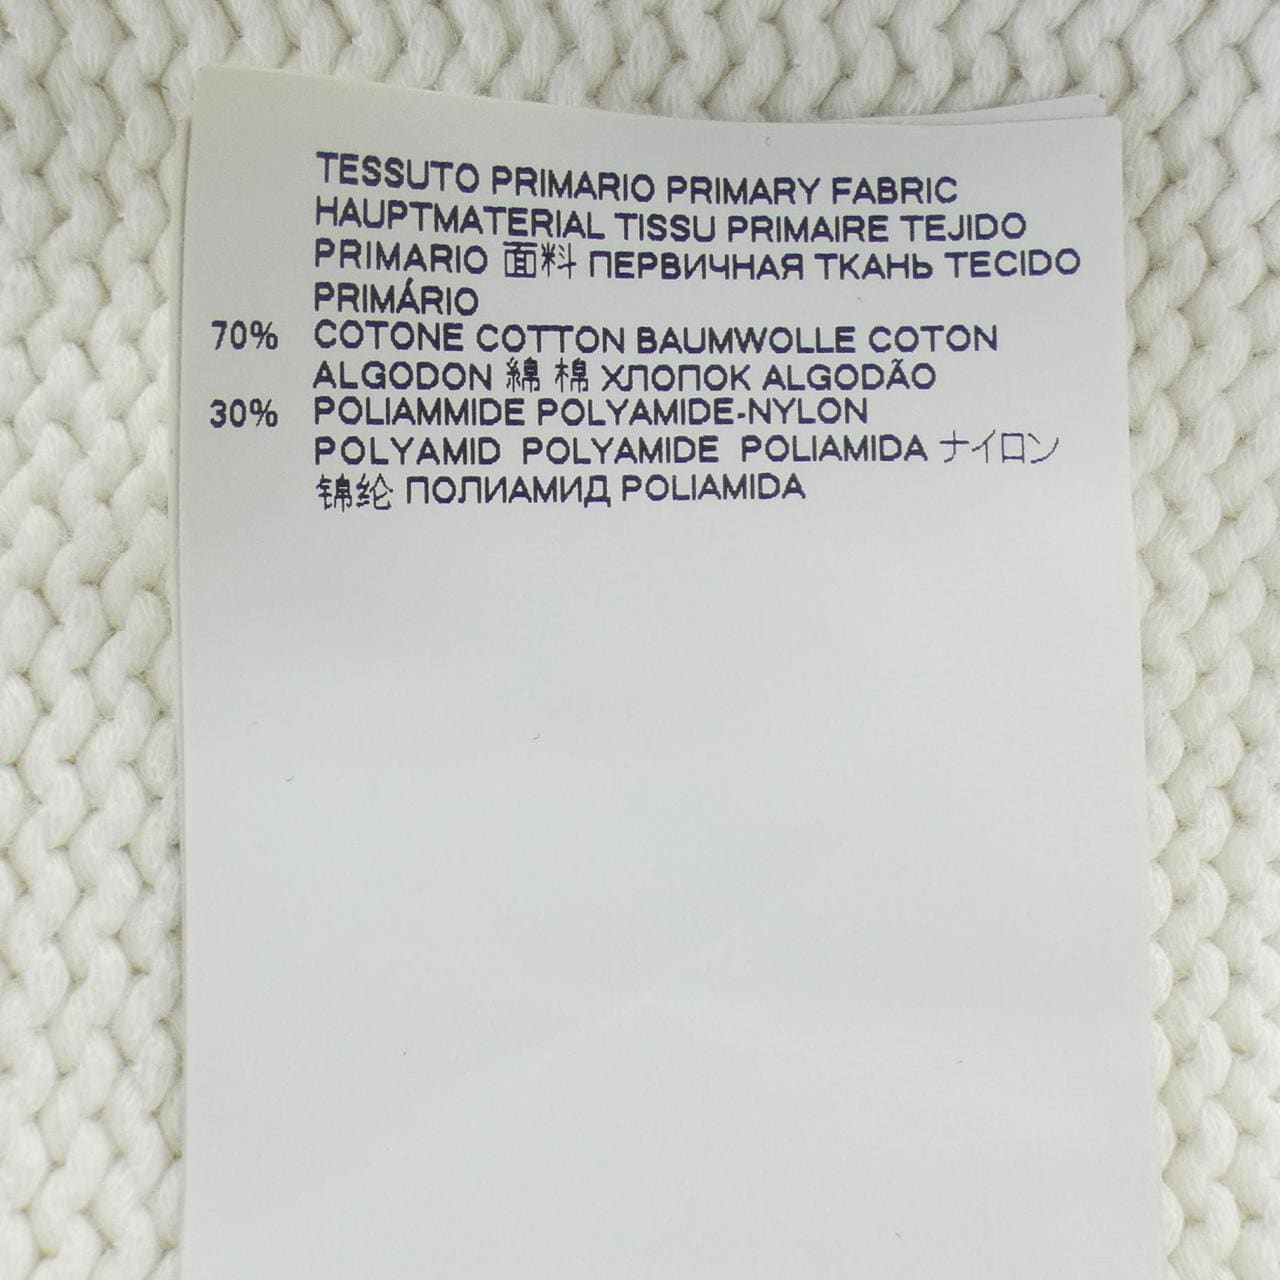 TESSUTO PRIMARIO PRIMARY FABRIC
HAUPTMATERIAL TISSU PRIMAIRE TEJIDO
PRIMARIO 面料 ПЕРВИЧНАЯ ТКАНЬ TECIDO
PRIMÁRIO
70% COTONE COTTON BAUMWOLLE COTON
ALGODON 綿 棉 ХЛОПОК ALGODÃO
30% POLIAMMIDE POLYAMIDE-NYLON
POLYAMID POLYAMIDE POLIAMIDA ナイロン
锦纶 ПОЛИАМИД POLIAMIDA